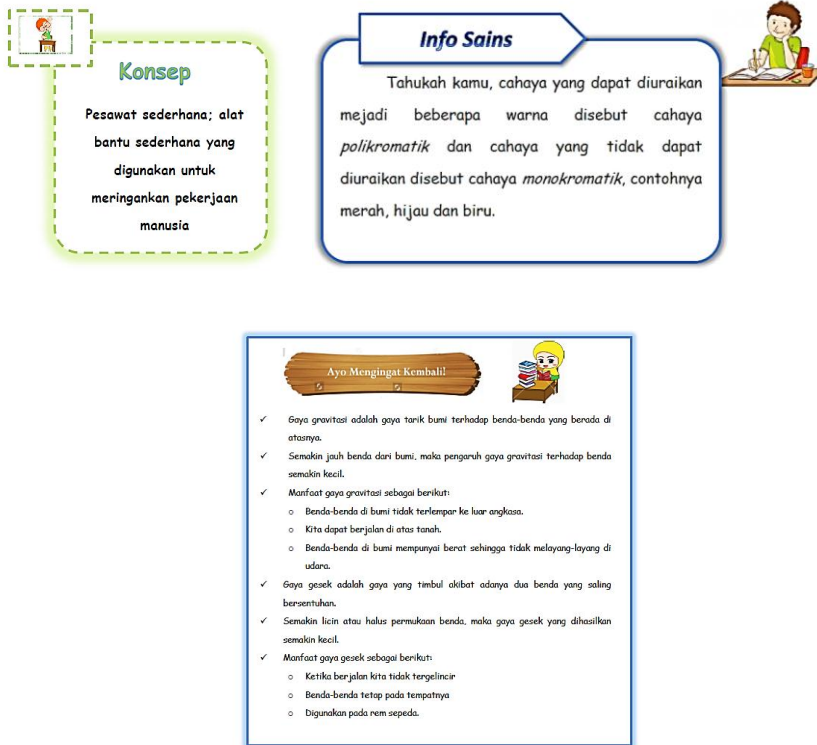 Konsep
Pesawat sederhana; alat
bantu sederhana yang
digunakan untuk
meringankan pekerjaan
manusia
Info Sains
Tahukah kamu, cahaya yang dapat diuraikan
mejadi beberapa warna disebut cahaya
polikromatik dan cahaya yang tidak dapat
diuraikan disebut cahaya monokromatik, contohnya
merah, hijau dan biru.
Ayo Mengingat Kembali!
✓ Gaya gravitasi adalah gaya tarik bumi terhadap benda-benda yang berada di
atasnya.
✓ Semakin jauh benda dari bumi, maka pengaruh gaya gravitasi terhadap benda
semakin kecil.
✓ Manfaat gaya gravitasi sebagai berikut:
o Benda-benda di bumi tidak terlempar ke luar angkasa.
o Kita dapat berjalan di atas tanah.
o Benda-benda di bumi mempunyai berat sehingga tidak melayang-layang di
udara.
✓ Gaya gesek adalah gaya yang timbul akibat adanya dua benda yang saling
bersentuhan.
✓ Semakin licin atau halus permukaan benda, maka gaya gesek yang dihasilkan
semakin kecil.
✓ Manfaat gaya gesek sebagai berikut:
o Ketika berjalan kita tidak tergelincir
o Benda-benda tetap pada tempatnya
o Digunakan pada rem sepeda.